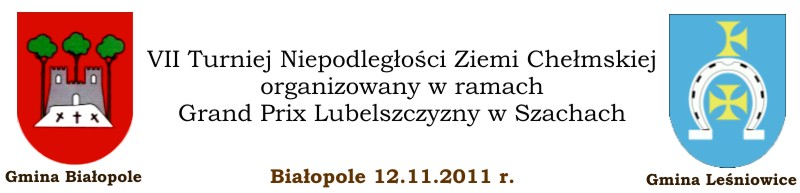 VII Turniej Niepodległości Ziemi Chełmskiej
organizowany w ramach
Grand Prix Lubelszczyzny w Szachach
Gmina Białopole
Białopole 12.11.2011 r.
Gmina Leśniowice